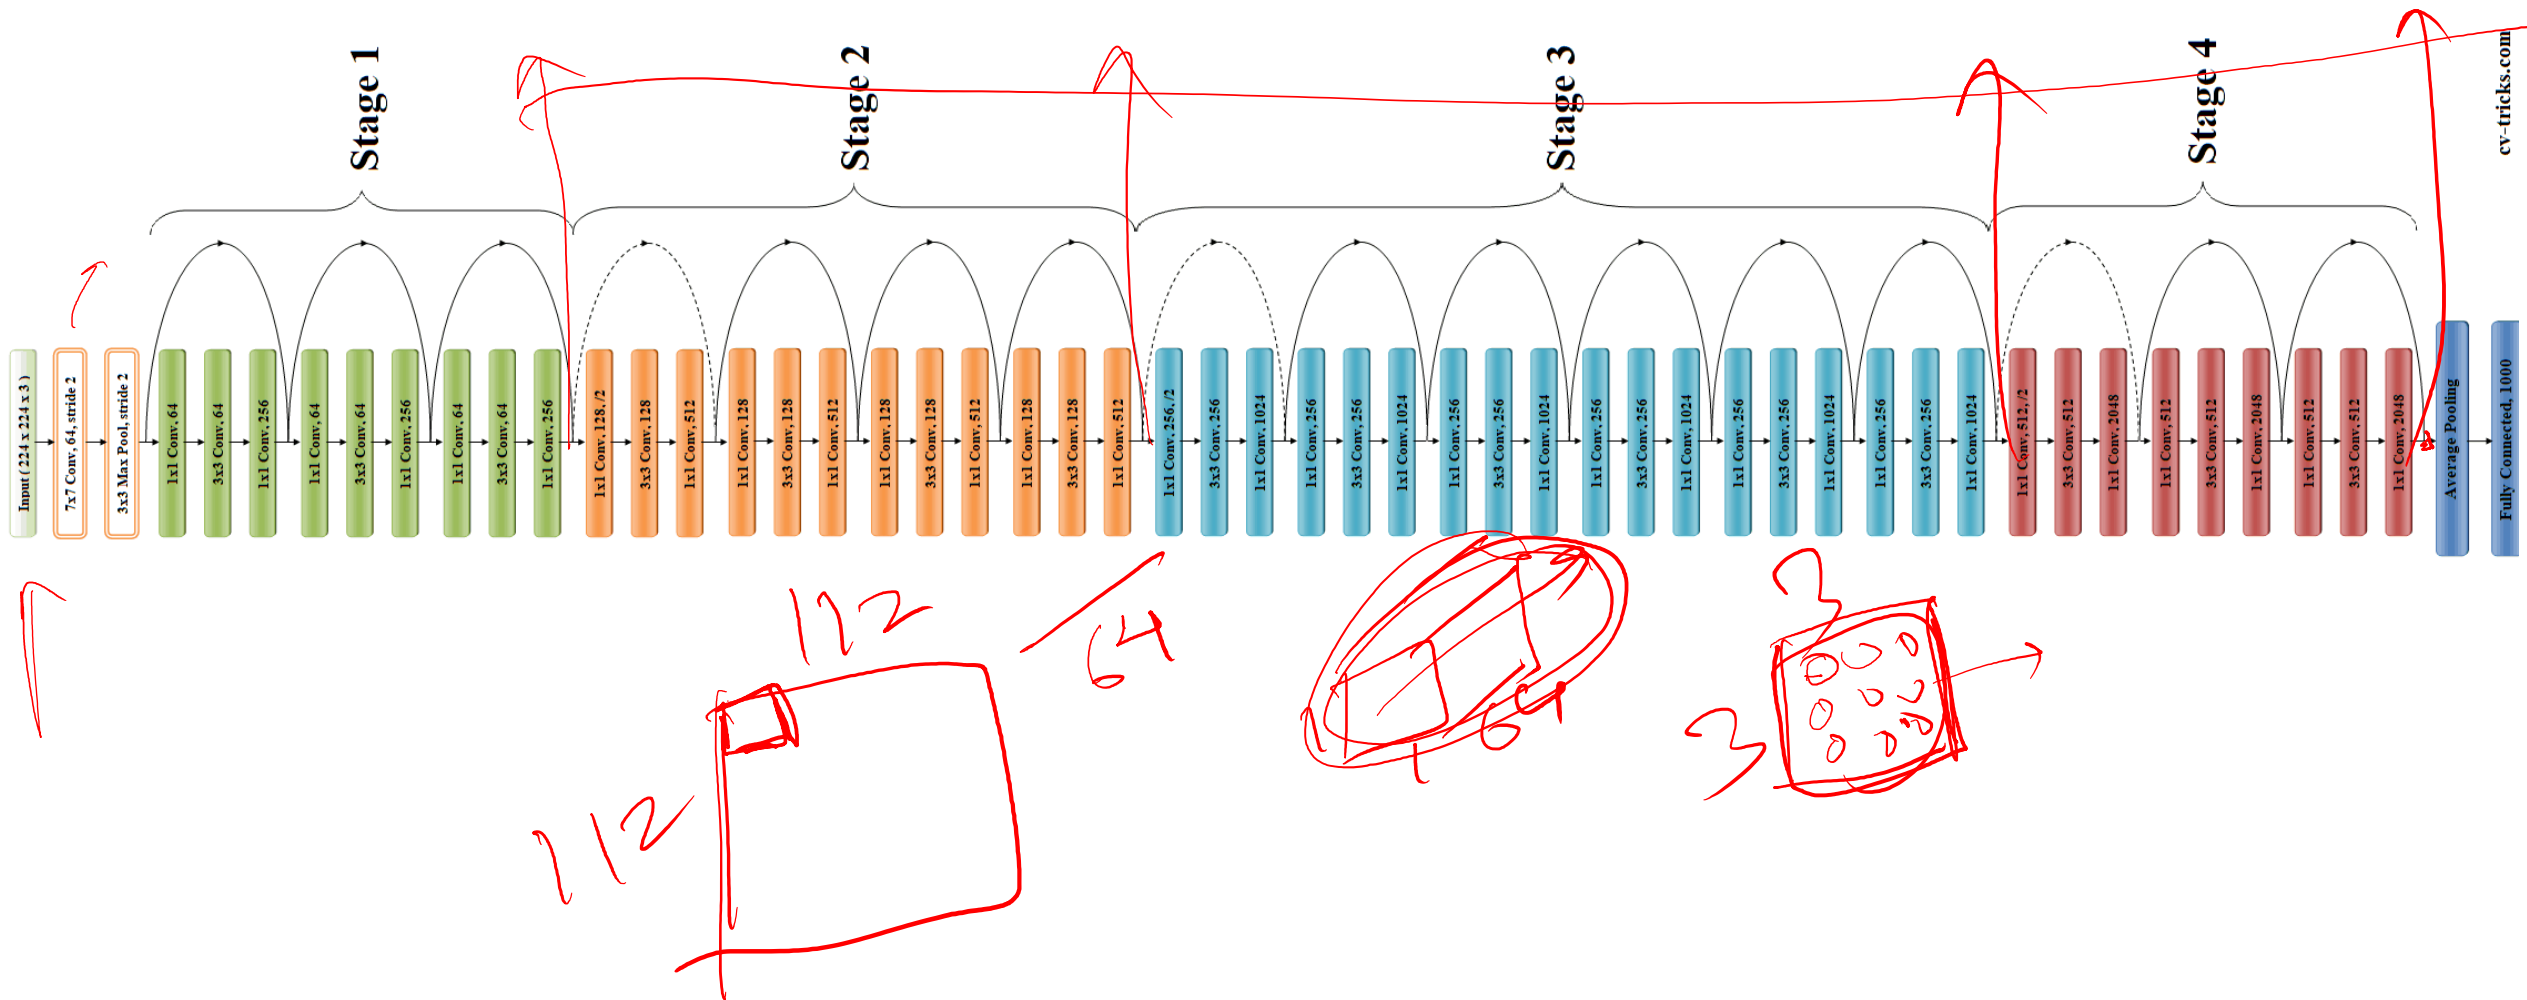 Stage 1
Stage 2
Stage 3
Stage 4
cv-tricks.com
Input ( 224 x 224 x 3 )
7x7 Conv, 64, stride 2
3x3 Max Pool, stride 2
1x1 Conv, 64
3x3 Conv, 64
1x1 Conv, 256
1x1 Conv, 64
3x3 Conv, 64
1x1 Conv, 256
1x1 Conv, 64
3x3 Conv, 64
1x1 Conv, 256
1x1 Conv, 128, /2
3x3 Conv, 128
1x1 Conv, 512
1x1 Conv, 128
3x3 Conv, 128
1x1 Conv, 512
1x1 Conv, 128
3x3 Conv, 128
1x1 Conv, 512
1x1 Conv, 128
3x3 Conv, 128
1x1 Conv, 512
1x1 Conv, 256, /2
3x3 Conv, 256
1x1 Conv, 1024
1x1 Conv, 256
3x3 Conv, 256
1x1 Conv, 1024
1x1 Conv, 256
3x3 Conv, 256
1x1 Conv, 1024
1x1 Conv, 256
3x3 Conv, 256
1x1 Conv, 1024
1x1 Conv, 256
3x3 Conv, 256
1x1 Conv, 1024
1x1 Conv, 256
3x3 Conv, 256
1x1 Conv, 1024
1x1 Conv, 512, /2
3x3 Conv, 512
1x1 Conv, 2048
1x1 Conv, 512
3x3 Conv, 512
1x1 Conv, 2048
1x1 Conv, 512
3x3 Conv, 512
1x1 Conv, 2048
Average Pooling
Fully Connected, 1000
112
64
112
1
64
3
3